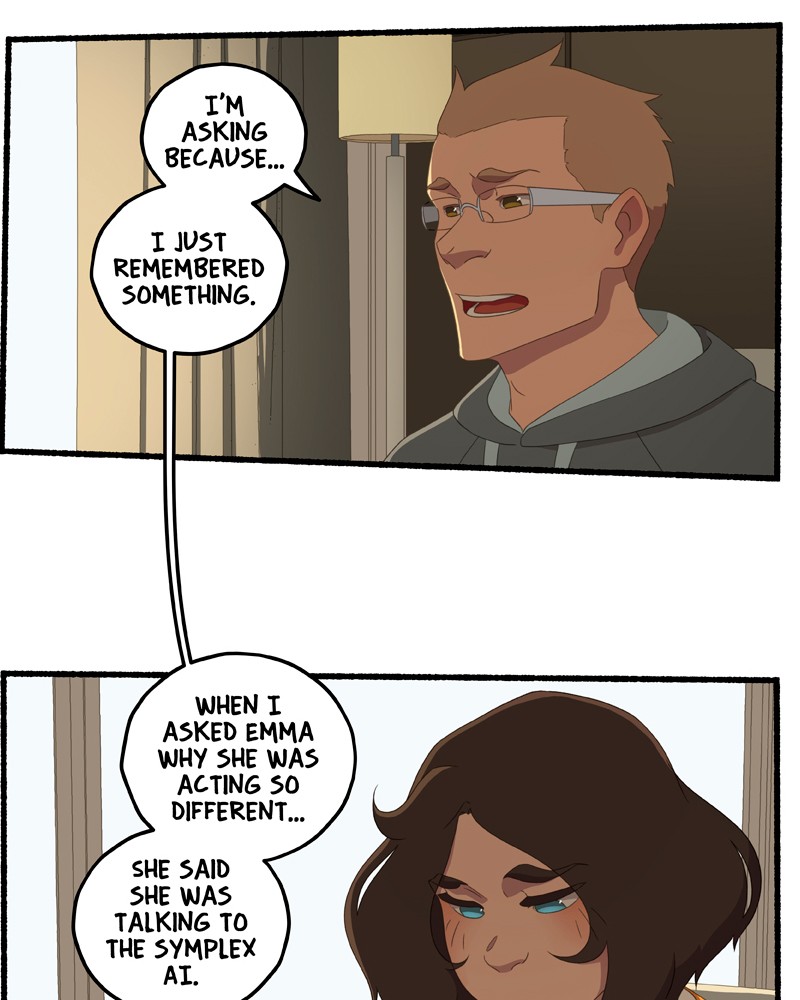 I'M
ASKING
BECAUSE...
I JUST
REMEMBERED
SOMETHING.
WHEN I
ASKED EMMA
WHY SHE WAS
ACTING SO
DIFFERENT...
SHE SAID
SHE WAS
TALKING TO
THE SYMPLEX
AI.